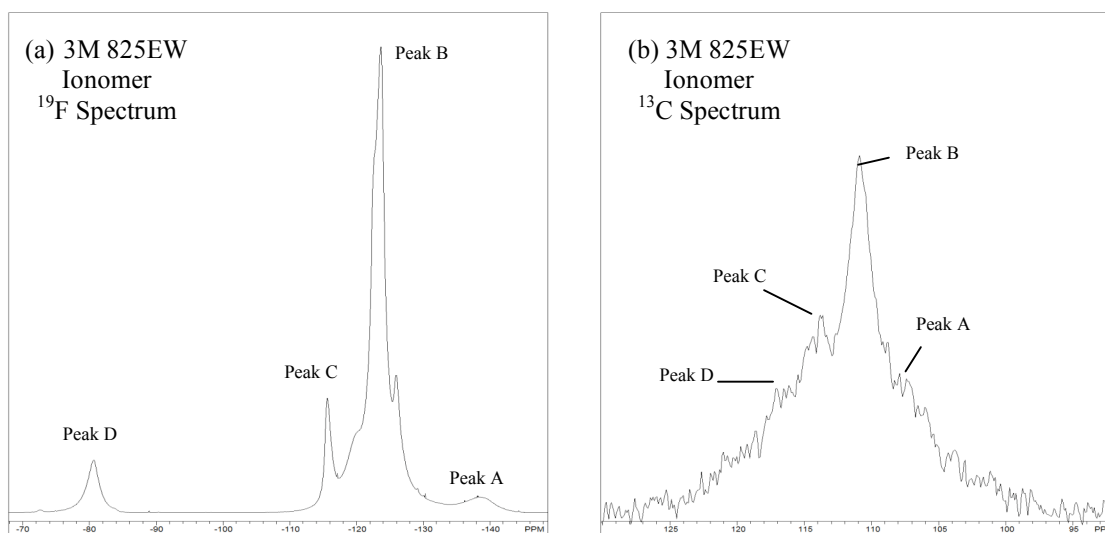 (a) 3M 825EW
Ionomer
¹⁹F Spectrum
Peak B
Peak C
Peak D
Peak A
-70 -80 -90 -100 -110 -120 -130 -140 PPM
(b) 3M 825EW
Ionomer
¹³C Spectrum
Peak B
Peak C
Peak A
Peak D
125 120 115 110 105 100 95 PP